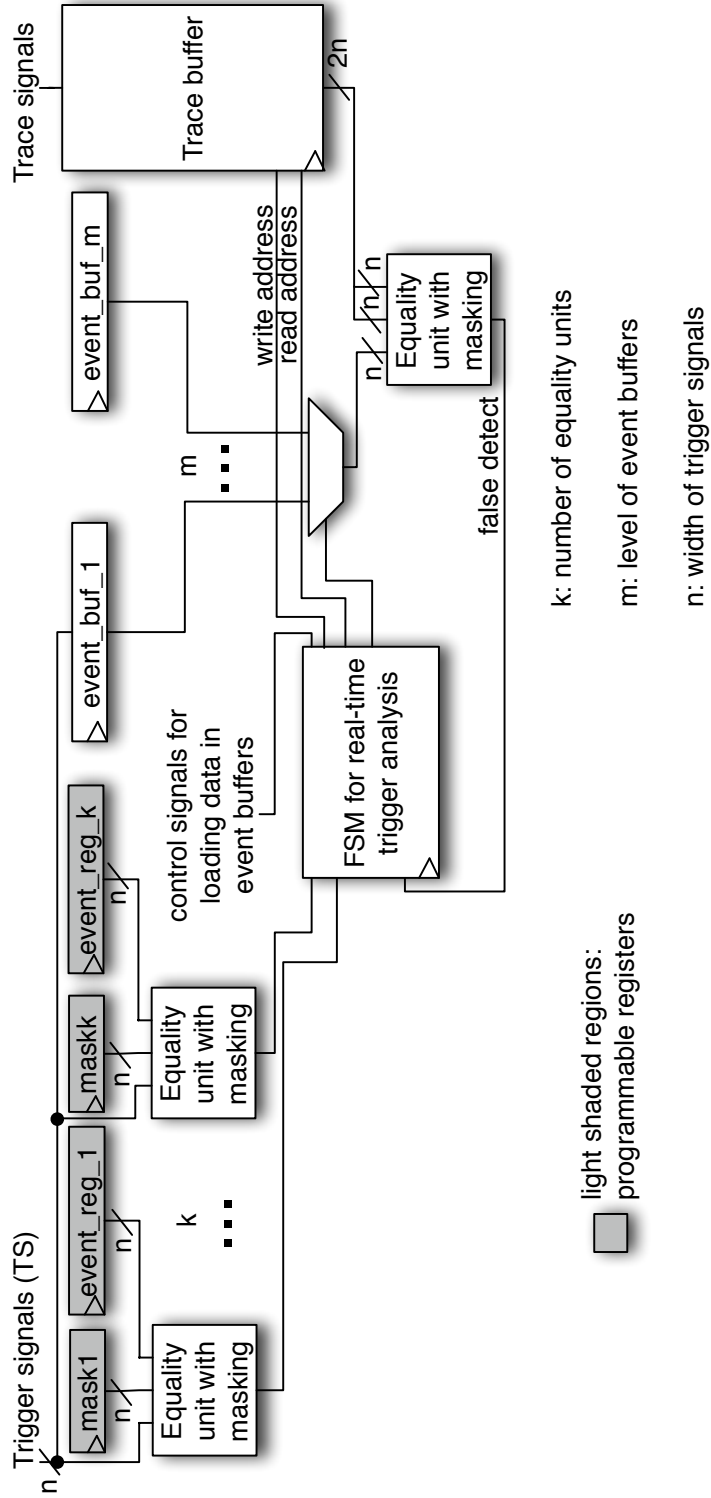 Trigger signals (TS)
n
mask1
n
event_reg_1
n
maskk
n
event_reg_k
n
event_buf_1
event_buf_m
Trace signals
Trace buffer
2n
Equality
unit with
masking
k
Equality
unit with
masking
control signals for
loading data in
event buffers
m
write address
read address
FSM for real-time
trigger analysis
n
n
n
Equality
unit with
masking
false detect
light shaded regions:
programmable registers
k: number of equality units
m: level of event buffers
n: width of trigger signals